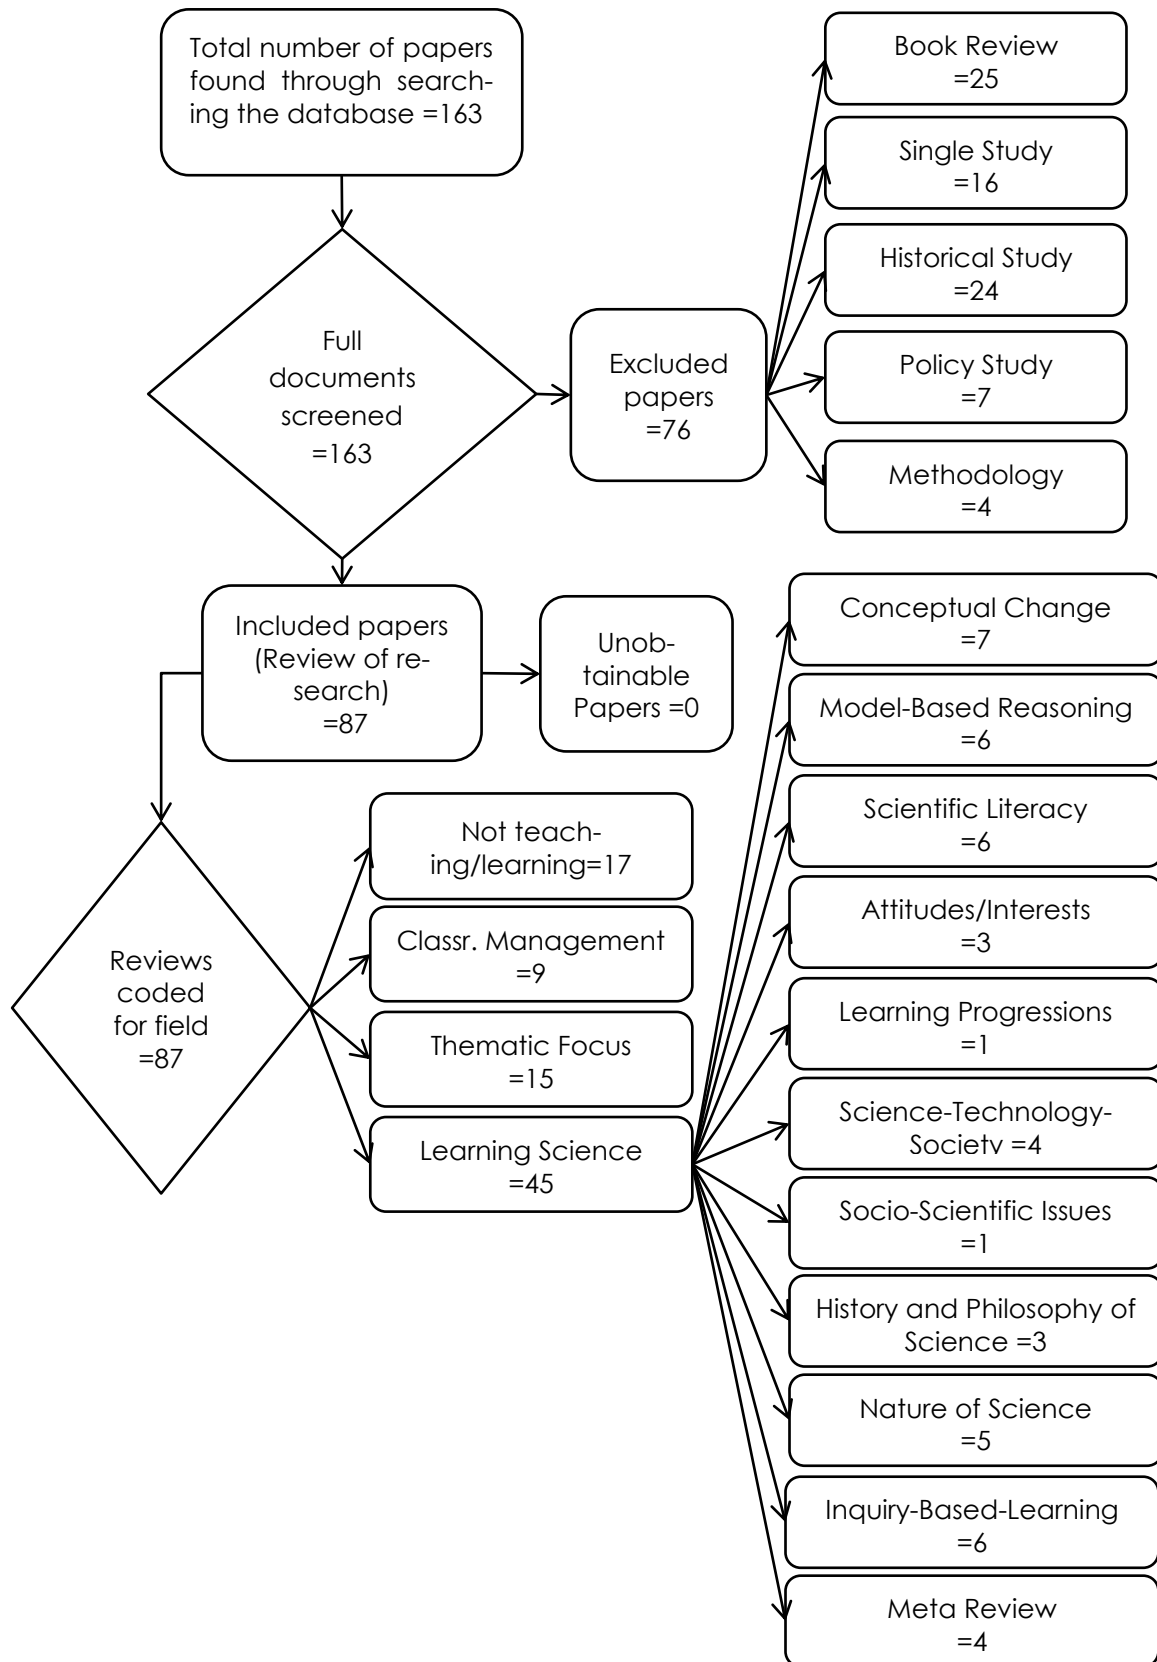 Total number of papers
found through search-
ing the database =163
Book Review
=25
Single Study
=16
Historical Study
=24
Policy Study
=7
Methodology
=4
Full
documents
screened
=163
Excluded
papers
=76
Included papers
(Review of re-
search)
=87
Unob-
tainable
Papers =0
Reviews
coded
for field
=87
Not teach-
ing/learning=17
Classr. Management
=9
Thematic Focus
=15
Learning Science
=45
Conceptual Change
=7
Model-Based Reasoning
=6
Scientific Literacy
=6
Attitudes/Interests
=3
Learning Progressions
=1
Science-Technology-
Society =4
Socio-Scientific Issues
=1
History and Philosophy of
Science =3
Nature of Science
=5
Inquiry-Based-Learning
=6
Meta Review
=4